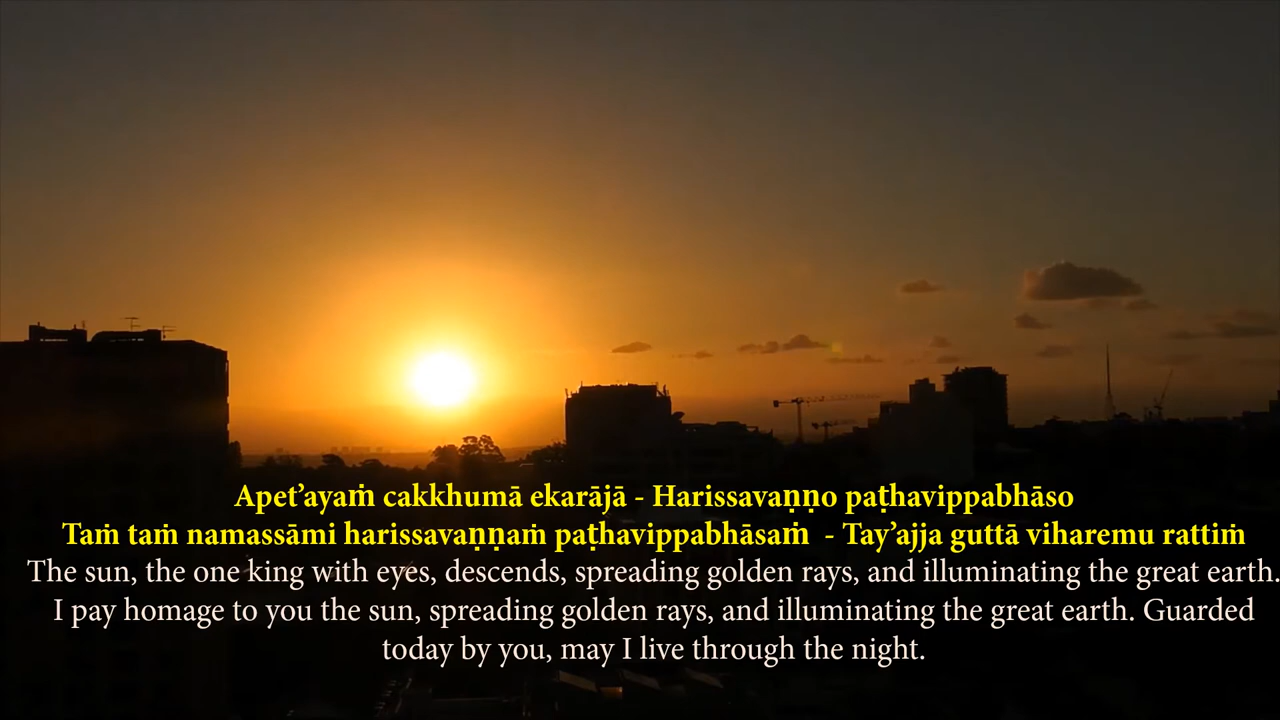 Apet’ayaṁ cakkhumā ekarājā - Harissavaṇṇo paṭhavippabhāso
Taṁ taṁ namassāmi harissavaṇṇaṁ paṭhavippabhāsaṁ - Tay’ajja guttā viharemu rattiṁ
The sun, the one king with eyes, descends, spreading golden rays, and illuminating the great earth.
I pay homage to you the sun, spreading golden rays, and illuminating the great earth. Guarded
today by you, may I live through the night.